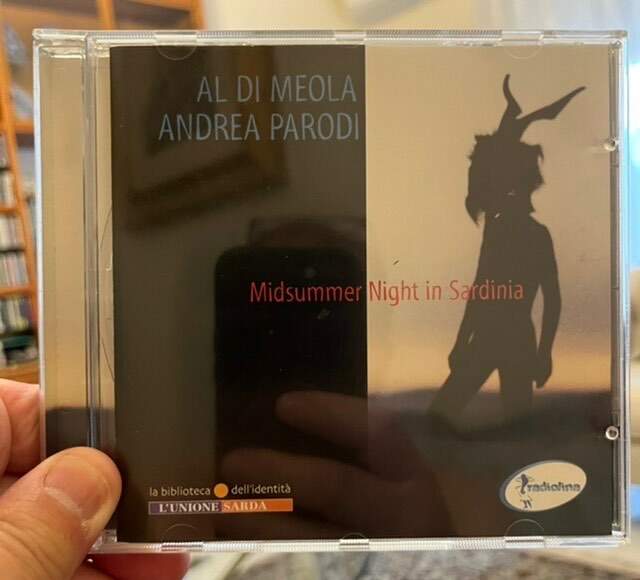 AL DI MEOLA
ANDREA PARODI
Midsummer Night in Sardinia
la biblioteca dell'identità
L'UNIONE SARDA
radiolina